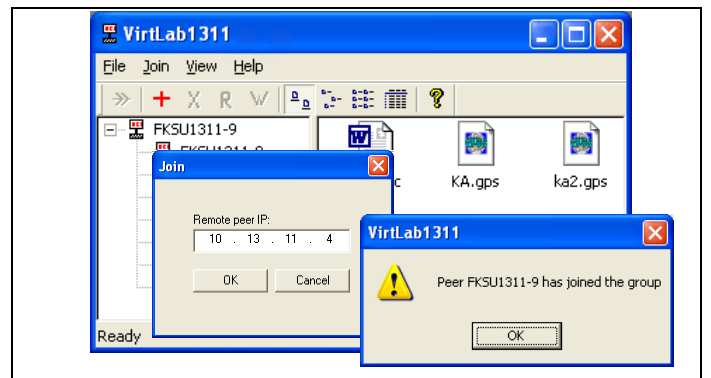 VirtLab1311
File Join View Help
X R W
FKSU1311-9
KA.gps
ka2.gps
Join
Remote peer IP:
10 . 13 . 11 . 4
OK Cancel
VirtLab1311
Peer FKSU1311-9 has joined the group
OK
Ready